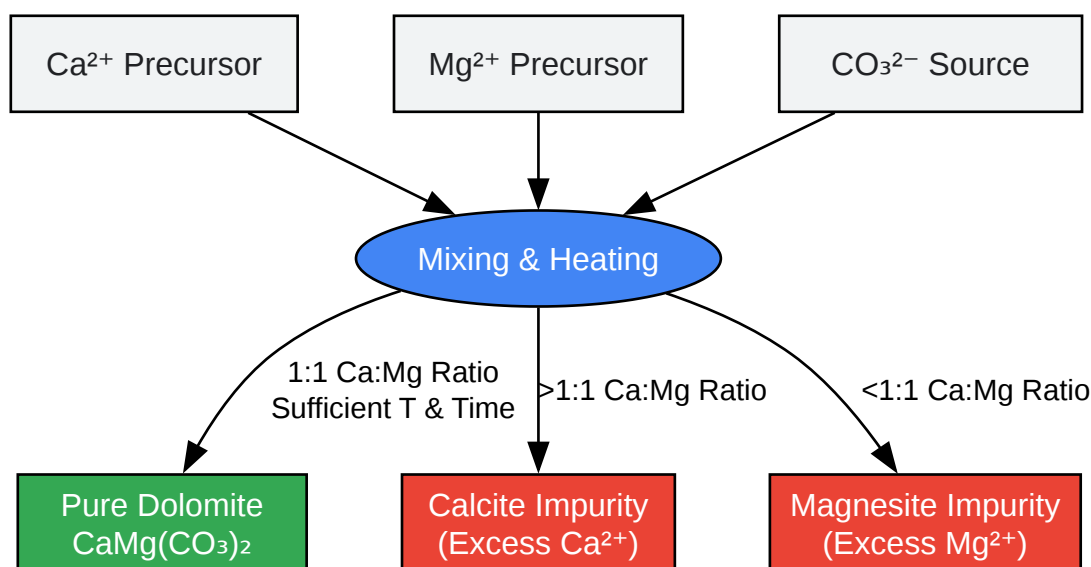 Ca²⁺ Precursor
Mg²⁺ Precursor
CO₃²⁻ Source
Mixing & Heating
1:1 Ca:Mg Ratio
Sufficient T & Time
>1:1 Ca:Mg Ratio
<1:1 Ca:Mg Ratio
Pure Dolomite
CaMg(CO₃)₂
Calcite Impurity
(Excess Ca²⁺)
Magnesite Impurity
(Excess Mg²⁺)